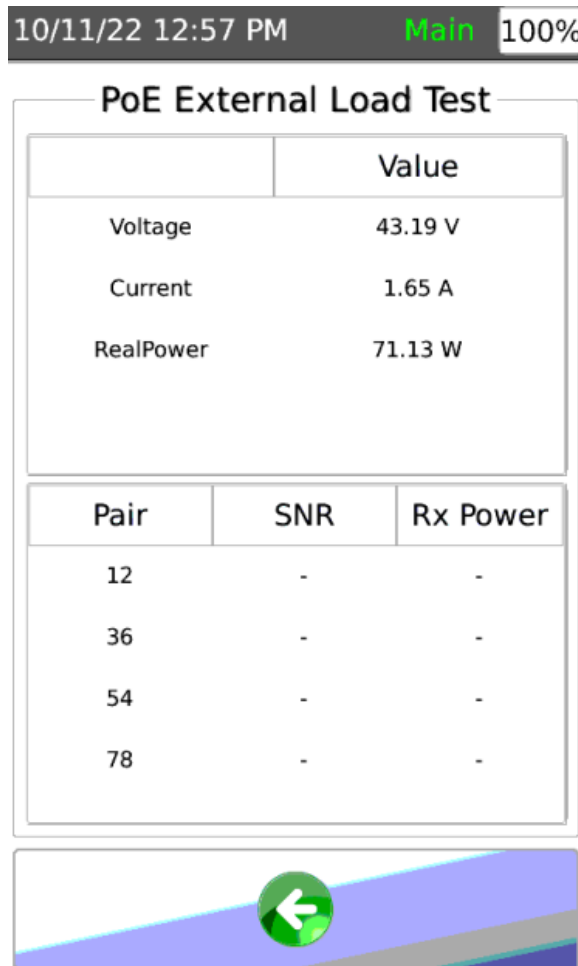 10/11/22 12:57 PM Main 100%
PoE External Load Test
Value
Voltage 43.19 V
Current 1.65 A
RealPower 71.13 W
Pair SNR Rx Power
12 - -
36 - -
54 - -
78 - -